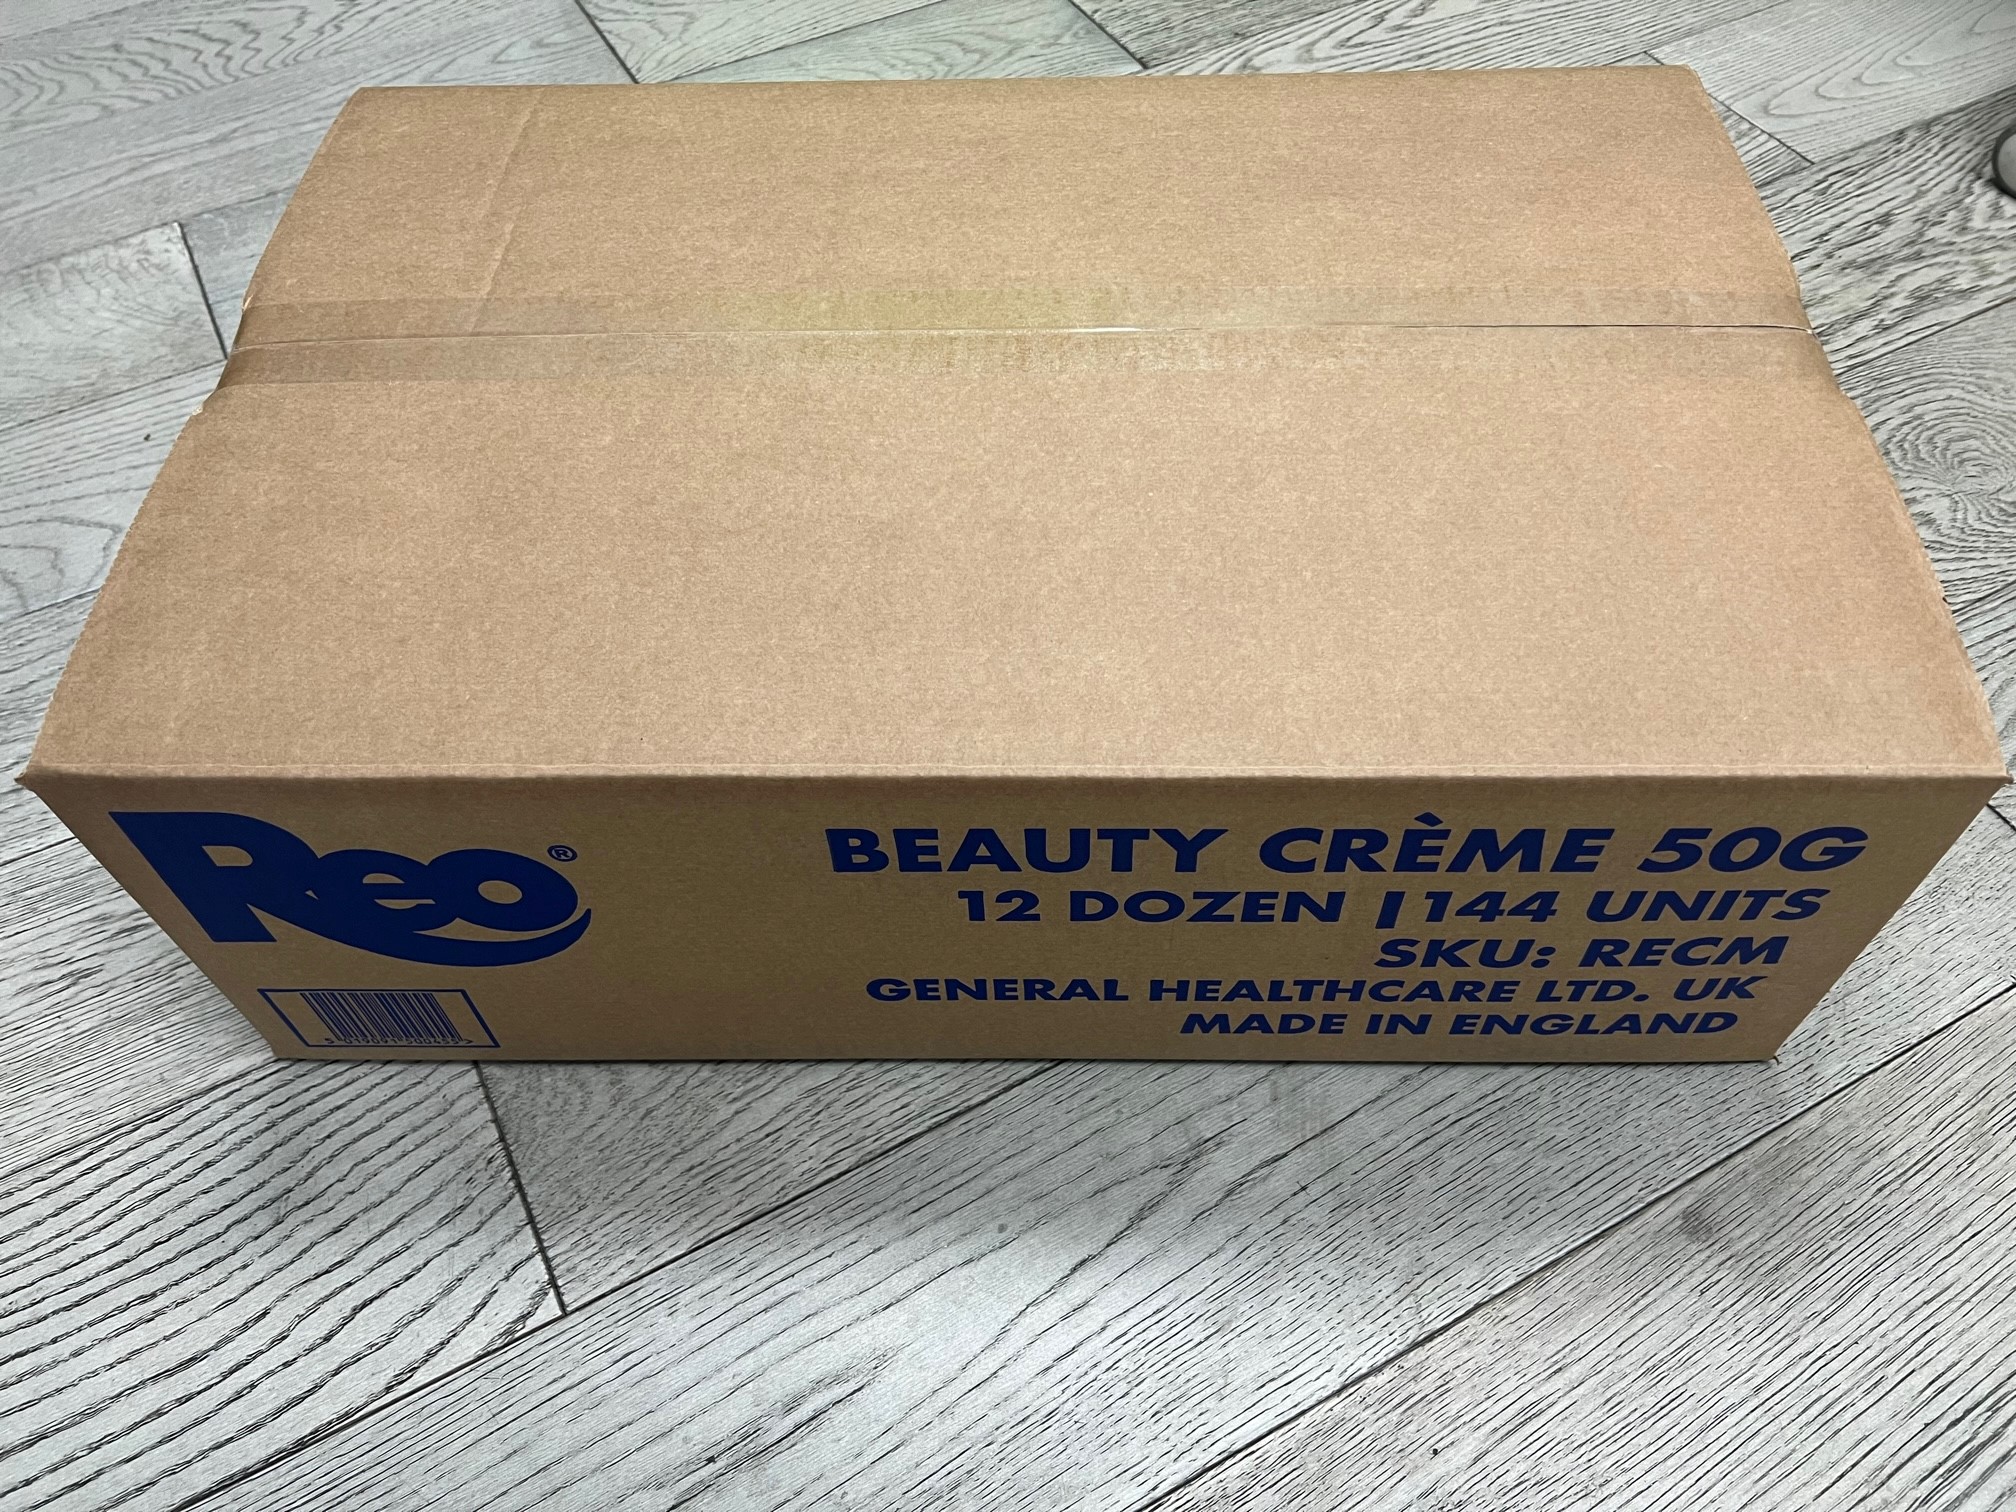 Reo®
BEAUTY CRÈME 50G
12 DOZEN | 144 UNITS
SKU: RECM
GENERAL HEALTHCARE LTD. UK
MADE IN ENGLAND